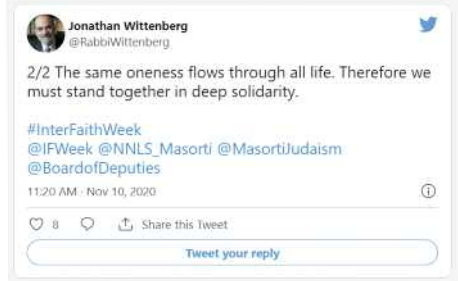 Jonathan Wittenberg
@RabbiWittenberg
2/2 The same oneness flows through all life. Therefore we
must stand together in deep solidarity.
#InterFaithWeek
@IFWeek @NNLS_Masorti @MasortiJudaism
@BoardofDeputies
11:20 AM · Nov 10, 2020
8 Share this Tweet
Tweet your reply